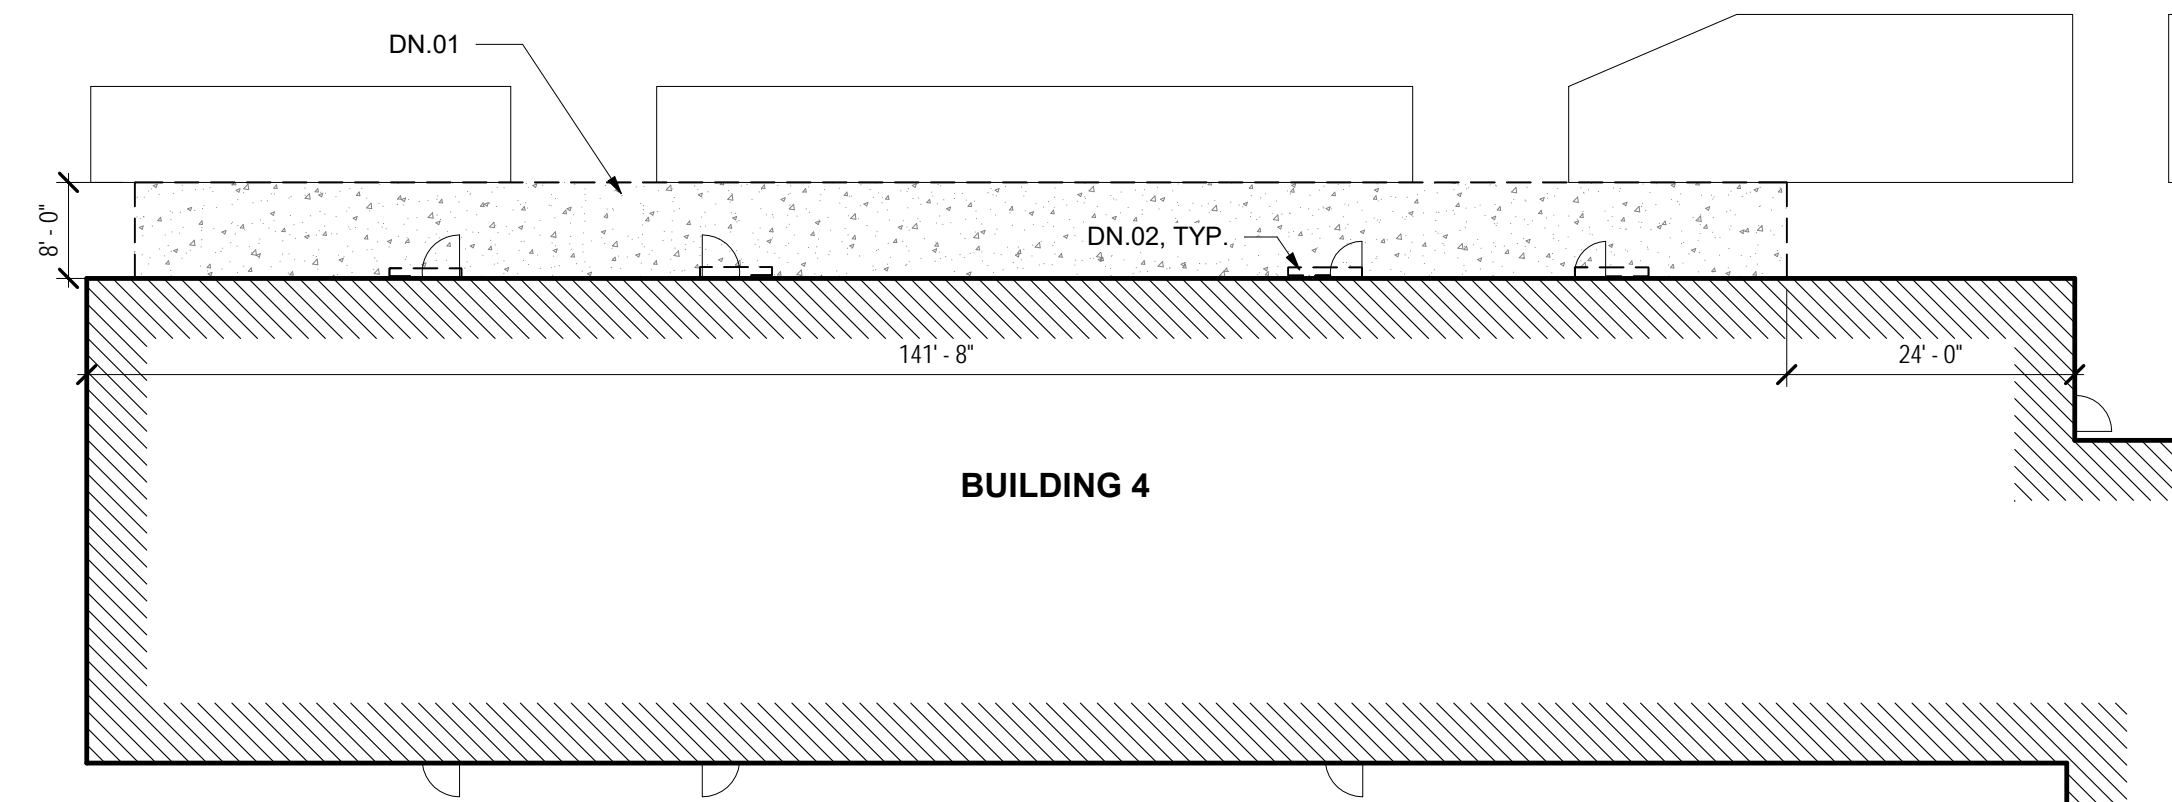 DN.01
8' - 0"
DN.02, TYP.
141' - 8"
24' - 0"
BUILDING 4